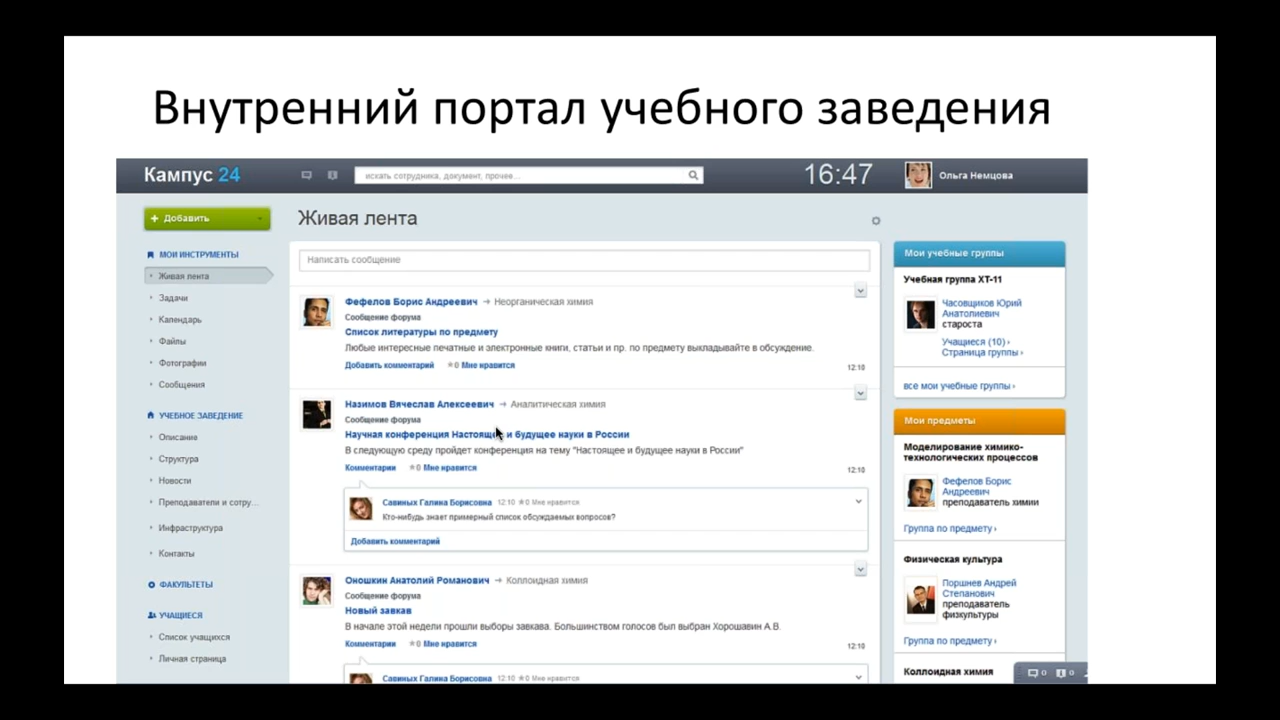 Внутренний портал учебного заведения
Кампус 24
искать сотрудника, документ, прочее...
16:47
Ольга Немцова
+ Добавить
МОИ ИНСТРУМЕНТЫ
Живая лента
Задачи
Календарь
Файлы
Фотографии
Сообщения
УЧЕБНОЕ ЗАВЕДЕНИЕ
Описание
Структура
Новости
Преподаватели и сотру...
Инфраструктура
Контакты
ФАКУЛЬТЕТЫ
УЧАЩИЕСЯ
Список учащихся
Личная страница
Живая лента
Написать сообщение
Фефелов Борис Андреевич → Неорганическая химия
Сообщение форума
Список литературы по предмету
Любые интересные печатные и электронные книги, статьи и пр. по предмету выкладывайте в обсуждение.
Добавить комментарий ★0 Мне нравится
12:10
Назимов Вячеслав Алексеевич → Аналитическая химия
Сообщение форума
Научная конференция Настоящее и будущее науки в России
В следующую среду пройдет конференция на тему "Настоящее и будущее науки в России"
Комментарии ★0 Мне нравится
12:10
Савиных Галина Борисовна 12:10 ★0 Мне нравится
Кто-нибудь знает примерный список обсуждаемых вопросов?
Добавить комментарий
Оношкин Анатолий Романович → Коллоидная химия
Сообщение форума
Новый завкав
В начале этой недели прошли выборы завкава. Большинством голосов был выбран Хорошавин А.В.
Комментарии ★0 Мне нравится
12:10
Савиных Галина Борисовна 12:10 ★0 Мне нравится
Мои учебные группы
Учебная группа ХТ-11
Часовщиков Юрий
Анатолиевич
староста
Учащиеся (10) ›
Страница группы ›
все мои учебные группы ›
Мои предметы
Моделирование химико-
технологических процессов
Фефелов Борис
Андреевич
преподаватель химии
Группа по предмету ›
Физическая культура
Поршнев Андрей
Степанович
преподаватель
физкультуры
Группа по предмету ›
Коллоидная химия
0 0